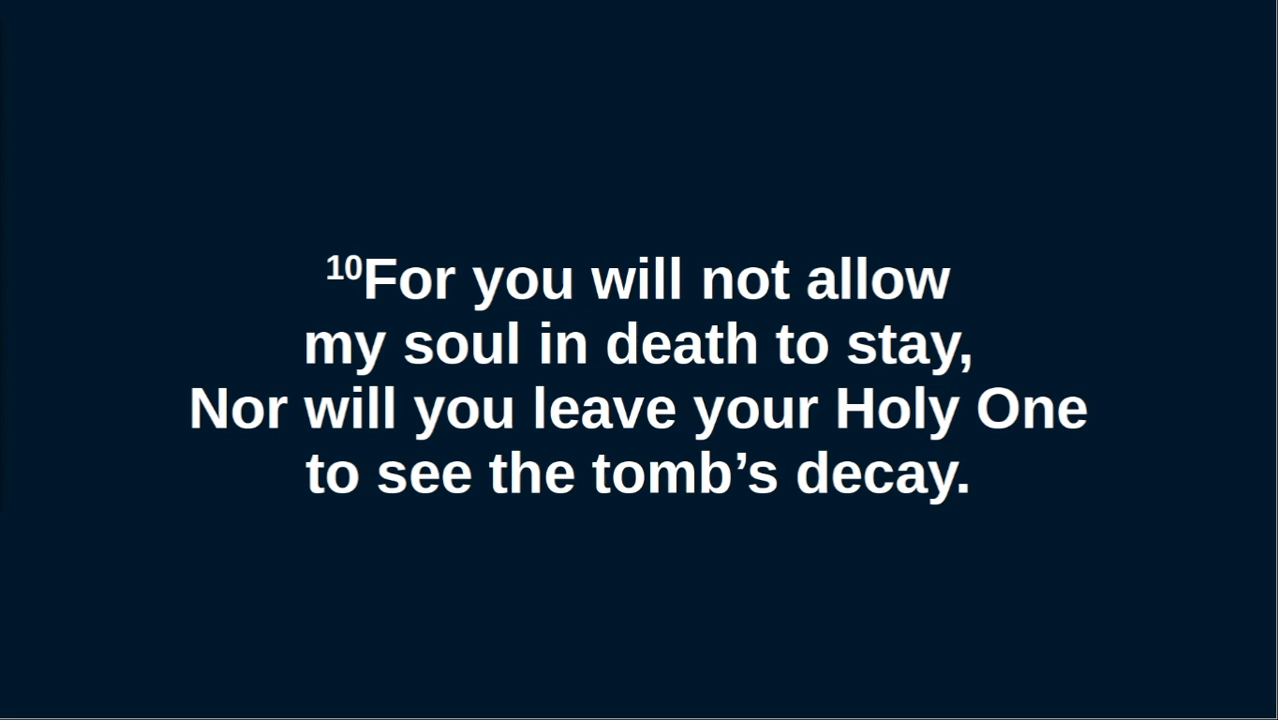 ¹⁰For you will not allow
my soul in death to stay,
Nor will you leave your Holy One
to see the tomb’s decay.